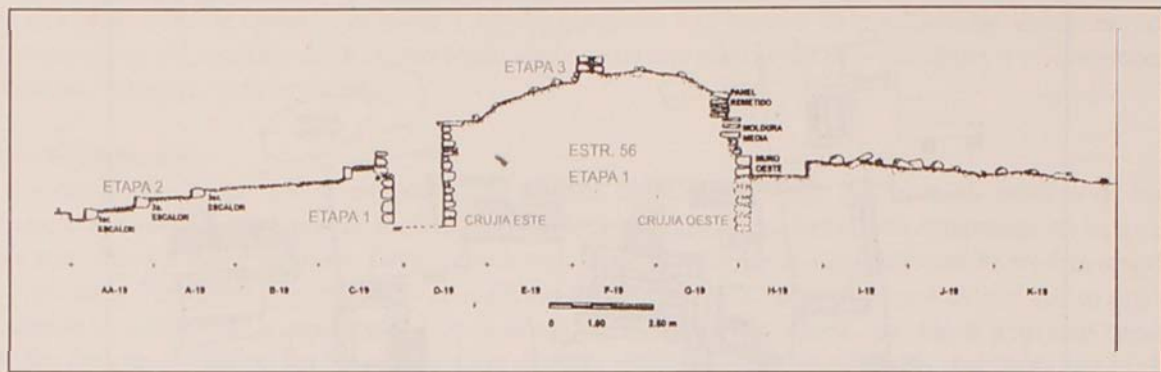 ETAPA 3
PANEL
REMETIDO
MOLDURA
MEDIA
ESTR. 56
MURO
OESTE
ETAPA 1
ETAPA 2
1er.
ESCALON
2o.
ESCALON
3er.
ESCALON
ETAPA 1
CRUJIA ESTE
CRUJIA OESTE
AA-19 A-19 B-19 C-19 D-19 E-19 F-19 G-19 H-19 I-19 J-19 K-19
0 1.00 2.50 m